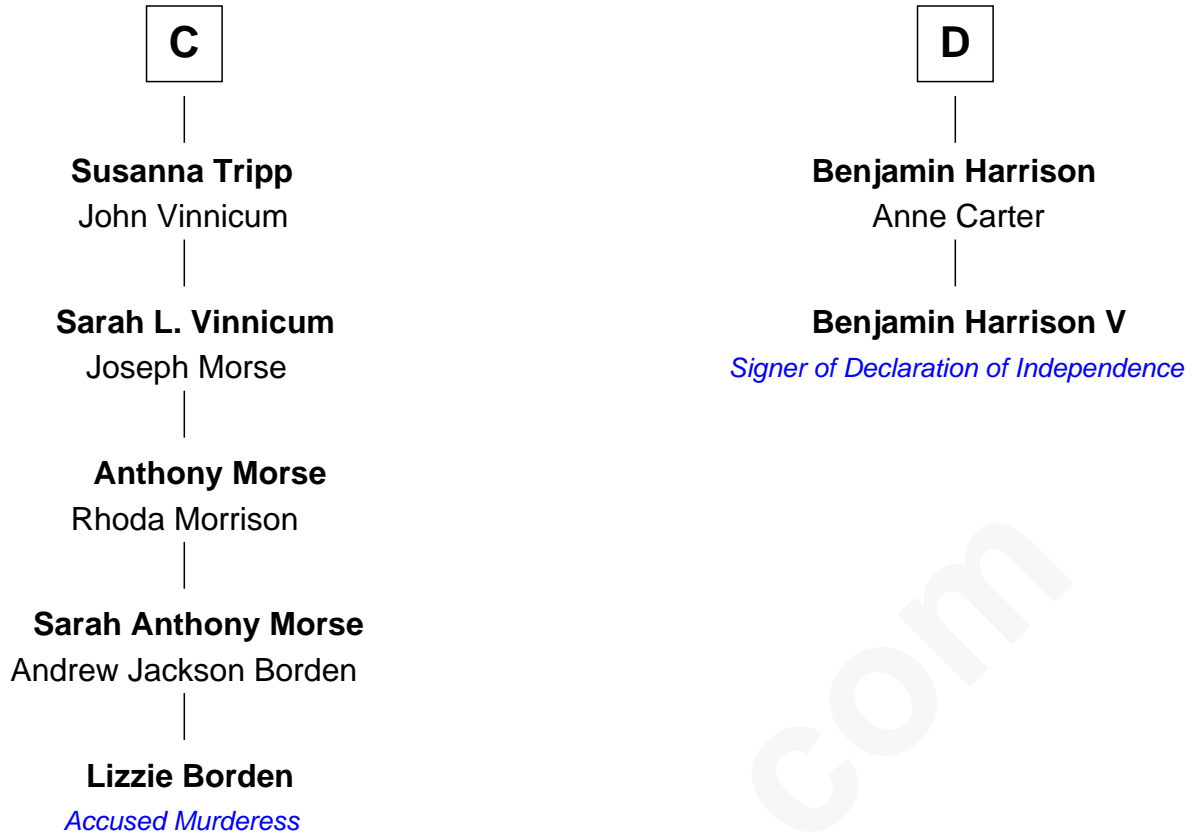 C
Susanna Tripp
John Vinnicum
Sarah L. Vinnicum
Joseph Morse
Anthony Morse
Rhoda Morrison
Sarah Anthony Morse
Andrew Jackson Borden
Lizzie Borden
Accused Murderess
D
Benjamin Harrison
Anne Carter
Benjamin Harrison V
Signer of Declaration of Independence
com